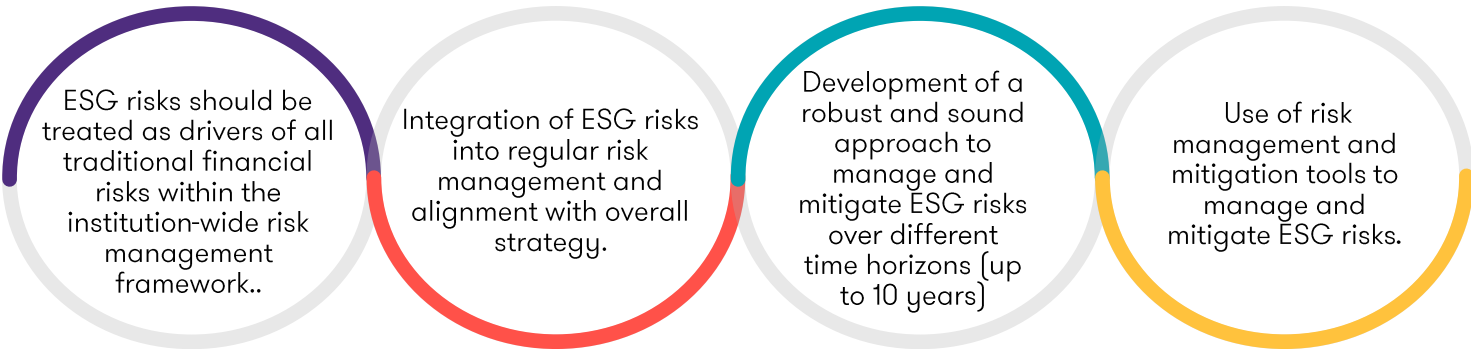 ESG risks should be
treated as drivers of all
traditional financial
risks within the
institution-wide risk
management
framework..
Integration of ESG risks
into regular risk
management and
alignment with overall
strategy.
Development of a
robust and sound
approach to
manage and
mitigate ESG risks
over different
time horizons (up
to 10 years)
Use of risk
management and
mitigation tools to
manage and
mitigate ESG risks.